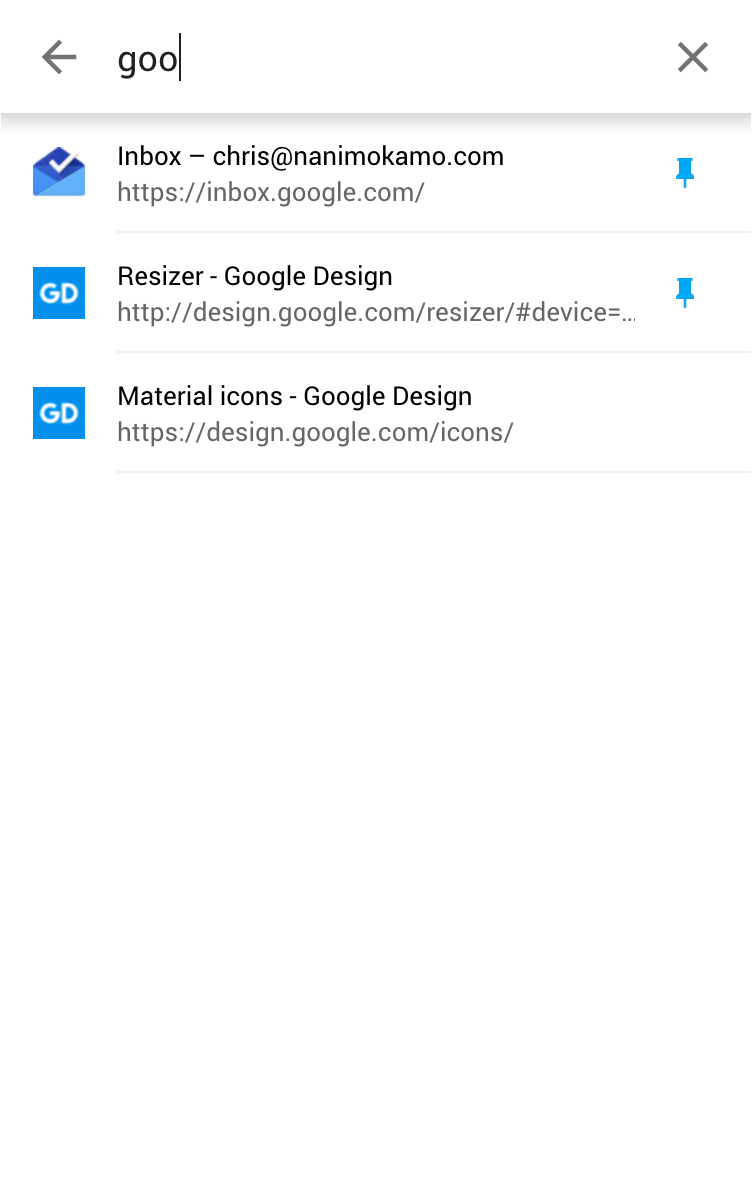 goo
Inbox – chris@nanimokamo.com
https://inbox.google.com/
GD
Resizer - Google Design
http://design.google.com/resizer/#device=…
GD
Material icons - Google Design
https://design.google.com/icons/